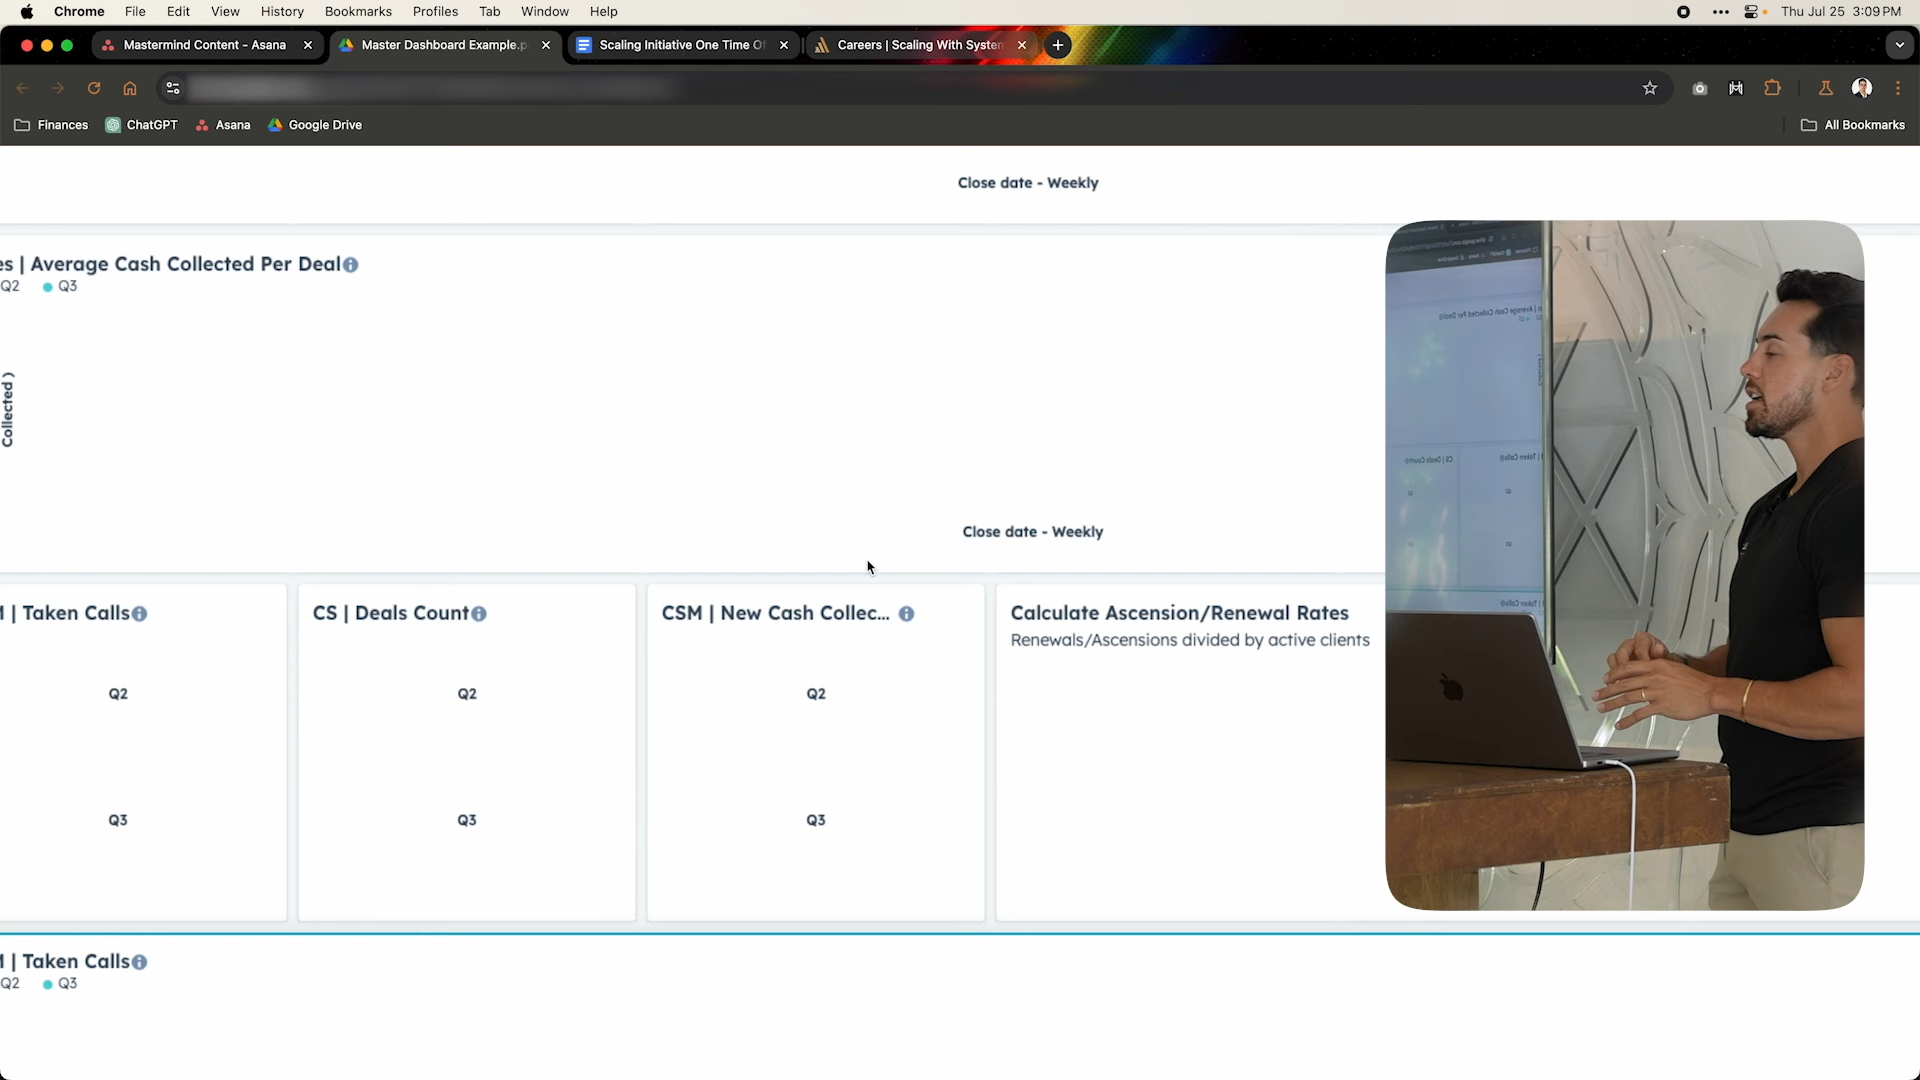 Chrome File Edit View History Bookmarks Profiles Tab Window Help Thu Jul 25 3:09 PM
Mastermind Content - Asana Master Dashboard Example.p Scaling Initiative One Time Of Careers | Scaling With System
Finances ChatGPT Asana Google Drive All Bookmarks
Close date - Weekly
es | Average Cash Collected Per Deal
Q2 Q3
Collected )
Close date - Weekly
| Taken Calls
Q2
Q3
CS | Deals Count
Q2
Q3
CSM | New Cash Collec...
Q2
Q3
Calculate Ascension/Renewal Rates
Renewals/Ascensions divided by active clients
| Taken Calls
Q2 Q3